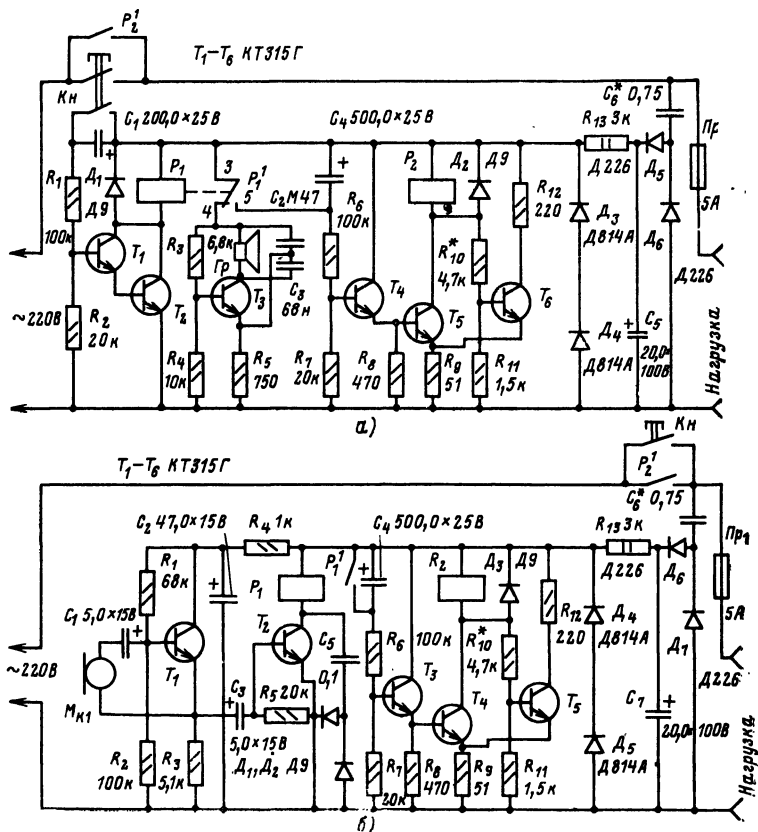 P₂¹
T₁–T₆ КТ315Г
Кн
C₁ 200,0×25В
C₄ 500,0×25В
C₆* 0,75
R₁₃ 3к
Пр
Д226
Д₅
5А
R₁
Д₁
P₁
3
P₁¹
5
C₂ М47
R₆
100к
P₂
Д₂
Д9
R₁₂
220
Д₃
Д814А
Д₆
Д9
100к
4
R₃
6,8к
R₁₀*
4,7к
Д226
T₁
Гр
T₃
C₃
68н
T₄
T₅
T₆
T₂
~220В
R₂
20к
Д₄
Д814А
C₅
20,0×
100В
R₄
10к
R₅
750
R₇
20к
R₈
470
R₉
51
R₁₁
1,5к
Нагрузка
а)
Кн
T₁–T₆ КТ315Г
P₂¹
C₆* 0,75
C₂ 47,0×15В
R₄ 1к
C₄ 500,0×25В
R₁₃ 3к
Пр₁
R₁
68к
P₁
P₁¹
R₂
Д₃
Д9
Д226
Д₆
5А
C₁ 5,0×15В
T₂
C₅
R₆
100к
R₁₀*
4,7к
R₁₂
220
Д₄
Д814А
Д₁
~220В
T₁
0,1
T₃
Д226
Мк1
C₃
R₅ 20к
T₄
T₅
C₇
5,0×15В
20,0×100В
R₂
100к
R₃
5,1к
Д₁,Д₂ Д9
R₇
20к
R₈
470
R₉
51
R₁₁
1,5к
Д₅
Д814А
Нагрузка
б)